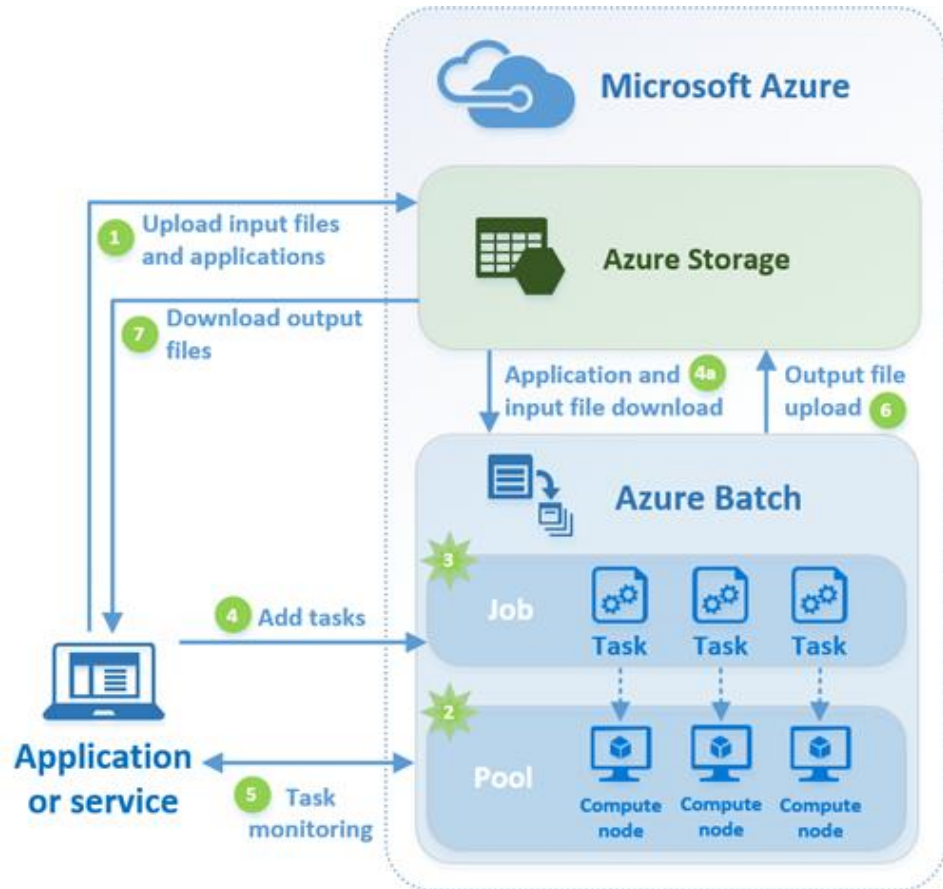 Microsoft Azure
Azure Storage
1
Upload input files
and applications
7
Download output
files
Application and
4a
input file download
Output file
upload
6
Azure Batch
3
Job
Task
Task
Task
4
Add tasks
2
Pool
Compute
node
Compute
node
Compute
node
Application
or service
5
Task
monitoring